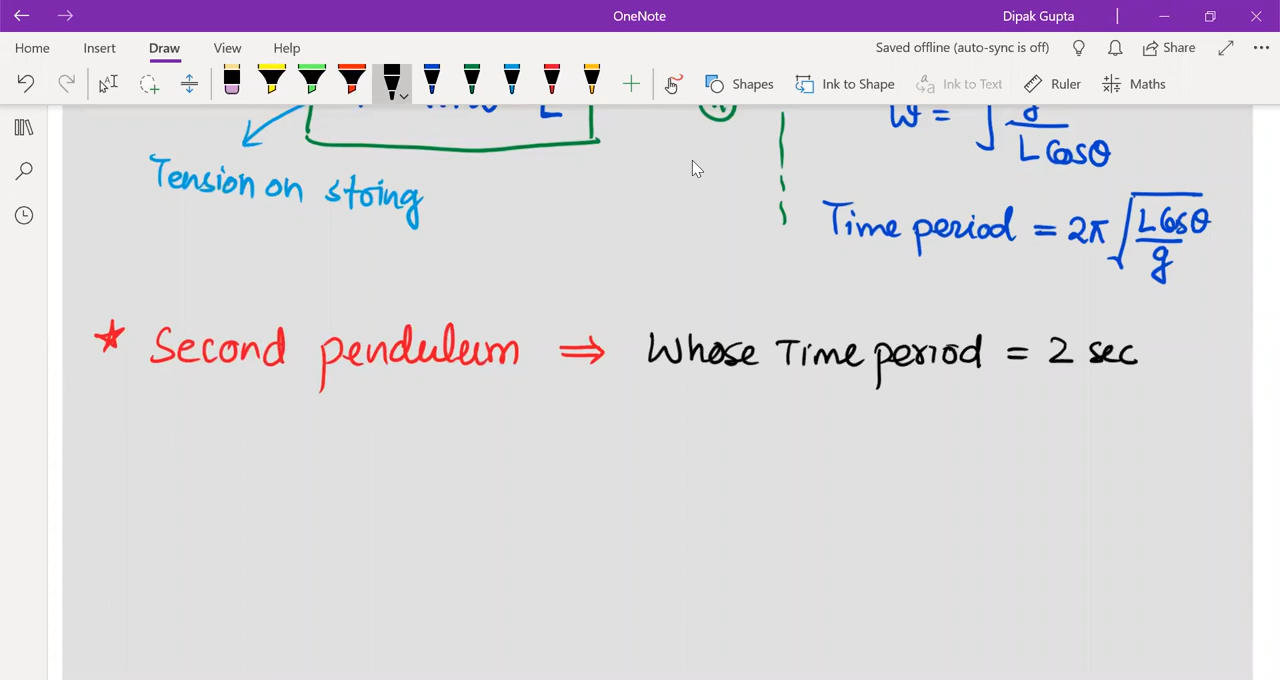 OneNote
Dipak Gupta
Home Insert Draw View Help
Saved offline (auto-sync is off)
Share
Shapes Ink to Shape Ink to Text Ruler Maths
L
ω =
L Cosθ
Tension on string
Time period = 2π √ L Cosθ / g
★ Second pendulum ⇒ Whose Time period = 2 sec